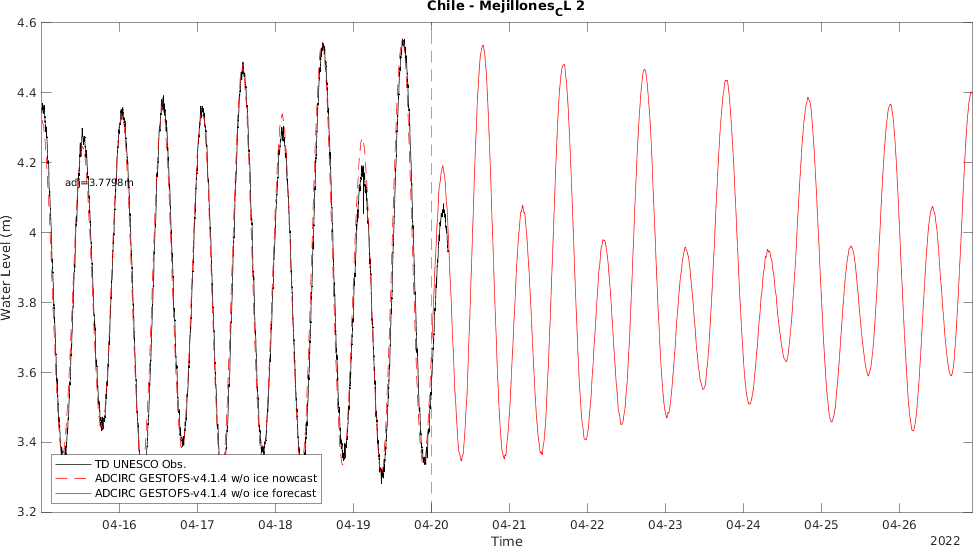 Chile - Mejillones_CL 2
4.6
4.4
4.2
4
3.8
3.6
3.4
3.2
Water Level (m)
adj=3.7798m
TD UNESCO Obs.
ADCIRC GESTOFS-v4.1.4 w/o ice nowcast
ADCIRC GESTOFS-v4.1.4 w/o ice forecast
04-16 04-17 04-18 04-19 04-20 04-21 04-22 04-23 04-24 04-25 04-26
Time
2022